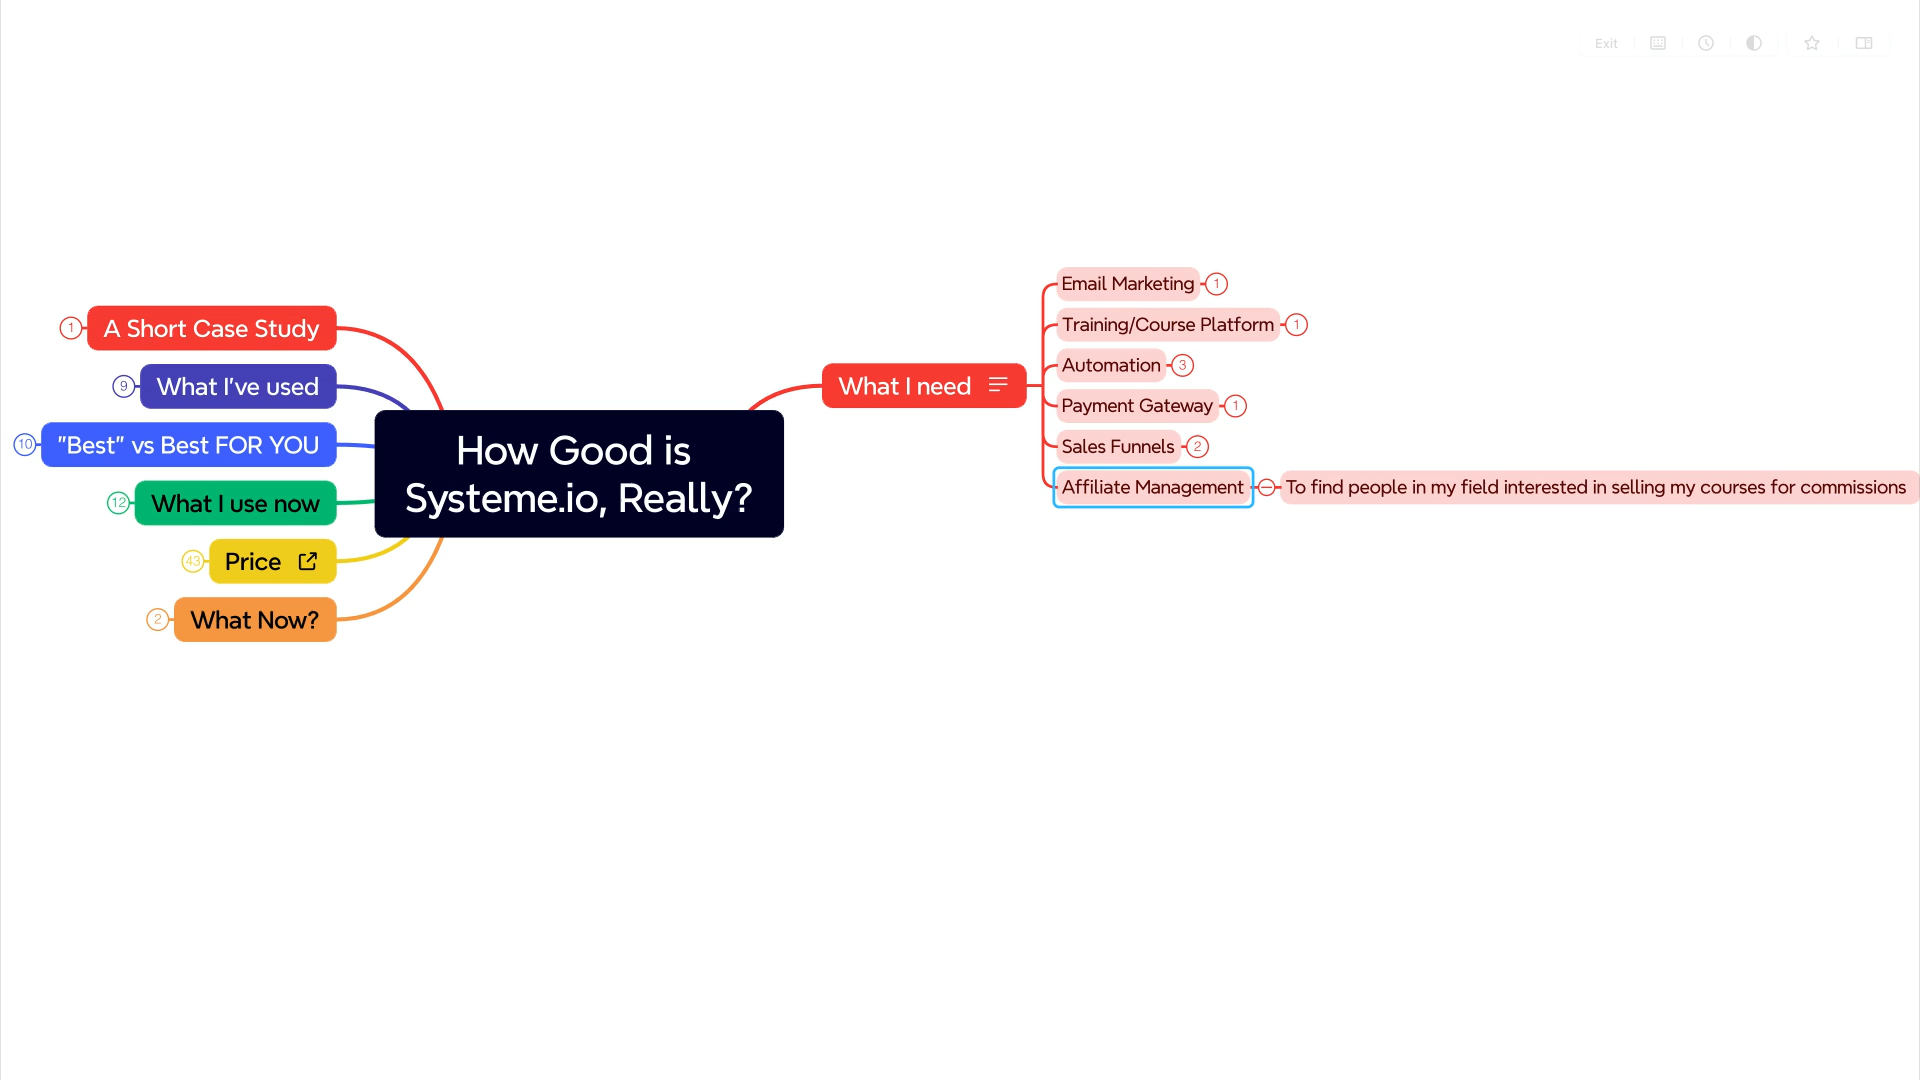 Exit
1 A Short Case Study
9 What I've used
10 "Best" vs Best FOR YOU
12 What I use now
43 Price
2 What Now?
How Good is
Systeme.io, Really?
What I need
Email Marketing 1
Training/Course Platform 1
Automation 3
Payment Gateway 1
Sales Funnels 2
Affiliate Management
To find people in my field interested in selling my courses for commissions